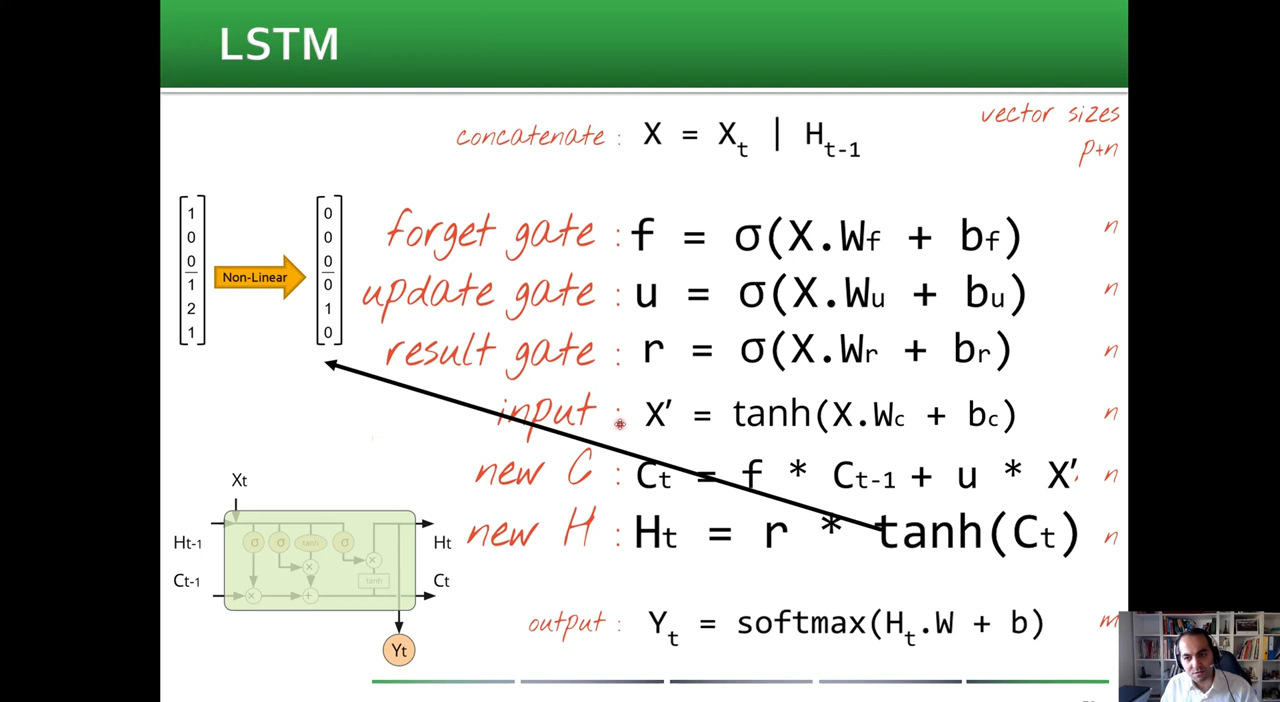 LSTM
vector sizes
concatenate : X = Xt | Ht-1 p+n
1 0
0 0
0 0
1 0
2 1
1 0
Non-Linear
forget gate : f = σ(X.Wf + bf) n
update gate : u = σ(X.Wu + bu) n
result gate : r = σ(X.Wr + br) n
input : X' = tanh(X.Wc + bc) n
new C : Ct = f * Ct-1 + u * X' n
new H : Ht = r * tanh(Ct) n
output : Yt = softmax(Ht.W + b) m
Xt
Ht-1 Ht
σ σ tanh σ
× ×
tanh
Ct-1 Ct
× +
Yt